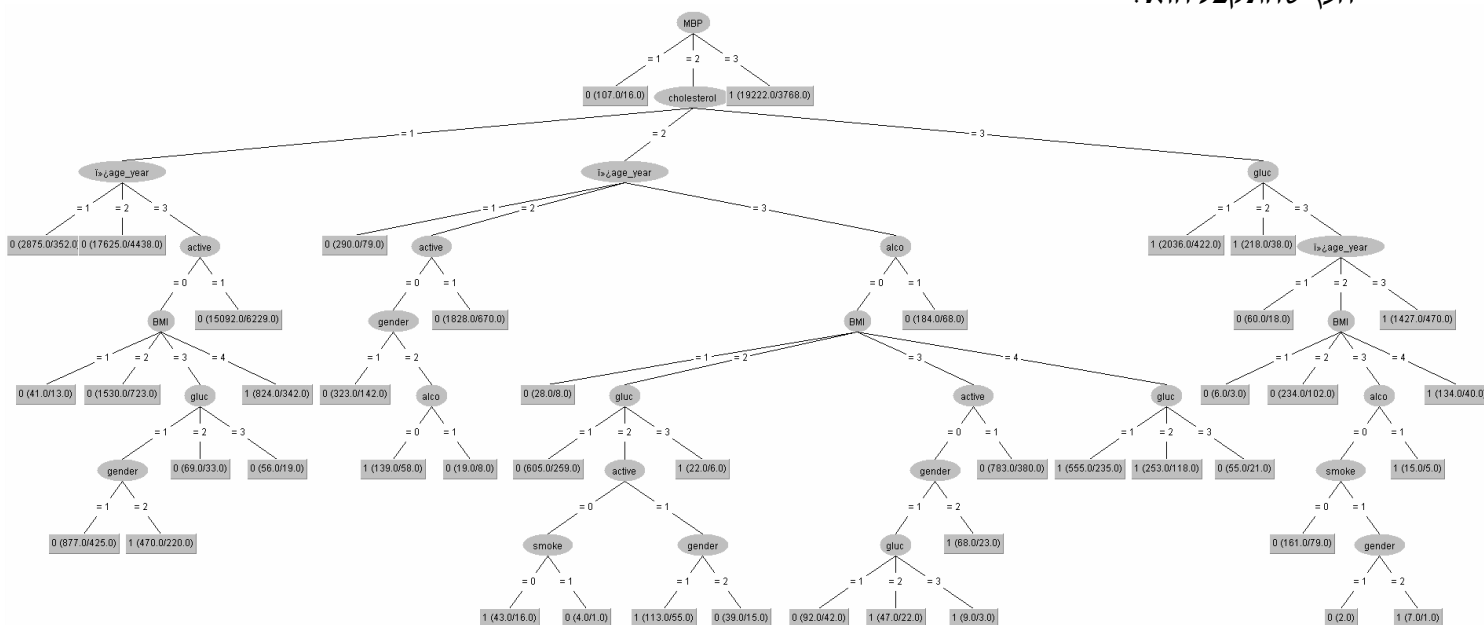 MBP
= 1 = 2 = 3
0 (107.0/16.0) cholesterol 1 (19222.0/3768.0)
= 1 = 2 = 3
ï»¿age_year ï»¿age_year gluc
= 1 = 2 = 3 = 1 = 2 = 3 = 1 = 2 = 3
0 (2875.0/352.0 0 (17625.0/4438.0) active 0 (290.0/79.0) active alco 1 (2036.0/422.0) 1 (218.0/38.0) ï»¿age_year
= 0 = 1 = 0 = 1 = 0 = 1 = 1 = 2 = 3
BMI 0 (15092.0/6229.0) gender 0 (1828.0/670.0) BMI 0 (184.0/68.0) 0 (60.0/18.0) BMI 1 (1427.0/470.0)
= 1 = 2 = 3 = 4 = 1 = 2 = 1 = 2 = 3 = 4 = 1 = 2 = 3 = 4
0 (41.0/13.0) 0 (1530.0/723.0) gluc 1 (824.0/342.0) 0 (323.0/142.0) alco 0 (28.0/8.0) gluc active gluc 0 (6.0/3.0) 0 (234.0/102.0) alco 1 (134.0/40.0)
= 1 = 2 = 3 = 0 = 1 = 1 = 2 = 3 = 0 = 1 = 1 = 2 = 3 = 0 = 1
gender 0 (69.0/33.0) 0 (56.0/19.0) 1 (139.0/58.0) 0 (19.0/8.0) 0 (605.0/259.0) active 1 (22.0/6.0) gender 0 (783.0/380.0) 1 (555.0/235.0) 1 (253.0/118.0) 0 (55.0/21.0) smoke 1 (15.0/5.0)
= 1 = 2 = 0 = 1 = 1 = 2 = 0 = 1
0 (877.0/425.0) 1 (470.0/220.0) smoke gender gluc 1 (68.0/23.0) 0 (161.0/79.0) gender
= 0 = 1 = 1 = 2 = 1 = 2 = 3 = 1 = 2
1 (43.0/16.0) 0 (4.0/1.0) 1 (113.0/55.0) 0 (39.0/15.0) 0 (92.0/42.0) 1 (47.0/22.0) 1 (9.0/3.0) 0 (2.0) 1 (7.0/1.0)